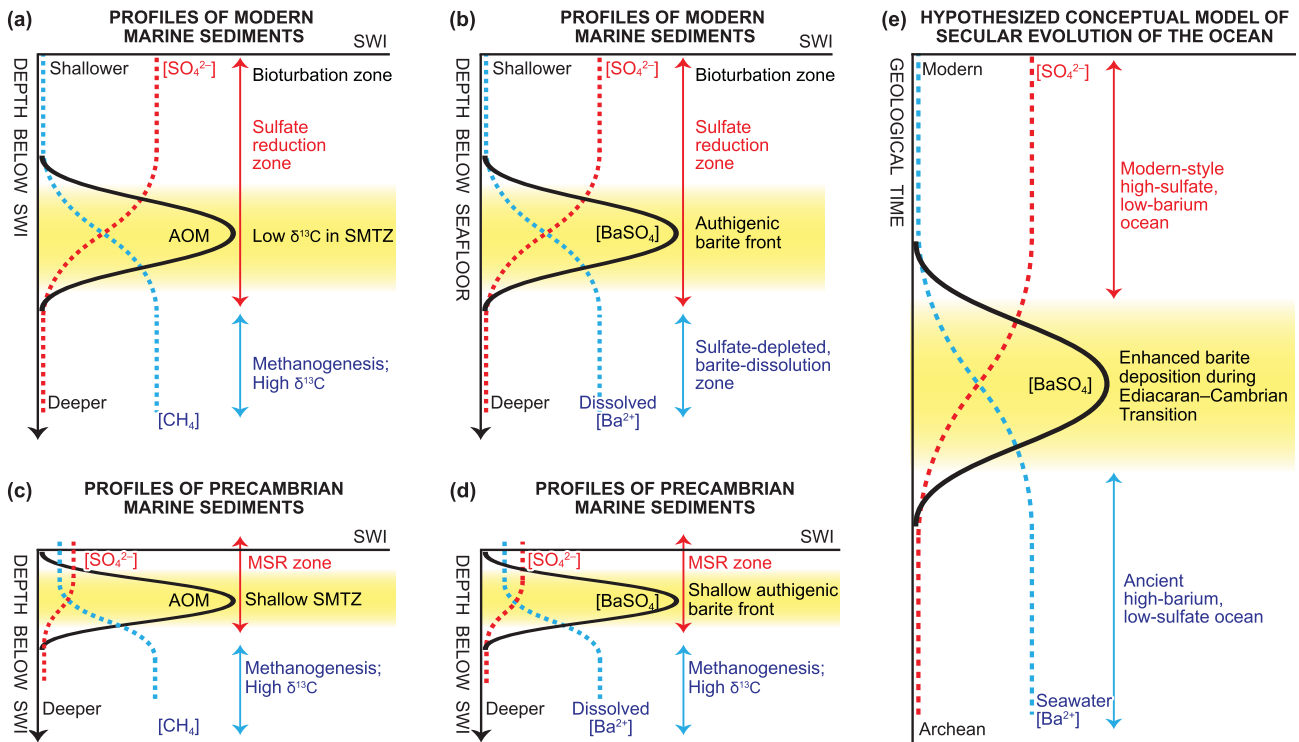 (a)
PROFILES OF MODERN
MARINE SEDIMENTS
SWI
DEPTH BELOW SWI
Shallower
[SO₄²⁻]
Bioturbation zone
Sulfate
reduction
zone
AOM
Low δ¹³C in SMTZ
Methanogenesis;
High δ¹³C
Deeper
[CH₄]
(b)
PROFILES OF MODERN
MARINE SEDIMENTS
SWI
DEPTH BELOW SEAFLOOR
Shallower
[SO₄²⁻]
Bioturbation zone
Sulfate
reduction
zone
[BaSO₄]
Authigenic
barite front
Sulfate-depleted,
barite-dissolution
zone
Deeper
Dissolved
[Ba²⁺]
(c)
PROFILES OF PRECAMBRIAN
MARINE SEDIMENTS
SWI
DEPTH BELOW SWI
[SO₄²⁻]
MSR zone
AOM
Shallow SMTZ
Methanogenesis;
High δ¹³C
Deeper
[CH₄]
(d)
PROFILES OF PRECAMBRIAN
MARINE SEDIMENTS
SWI
DEPTH BELOW SWI
[SO₄²⁻]
MSR zone
[BaSO₄]
Shallow authigenic
barite front
Methanogenesis;
High δ¹³C
Deeper
Dissolved
[Ba²⁺]
(e)
HYPOTHESIZED CONCEPTUAL MODEL OF
SECULAR EVOLUTION OF THE OCEAN
GEOLOGICAL TIME
Modern
[SO₄²⁻]
Modern-style
high-sulfate,
low-barium
ocean
[BaSO₄]
Enhanced barite
deposition during
Ediacaran–Cambrian
Transition
Ancient
high-barium,
low-sulfate ocean
Seawater
[Ba²⁺]
Archean